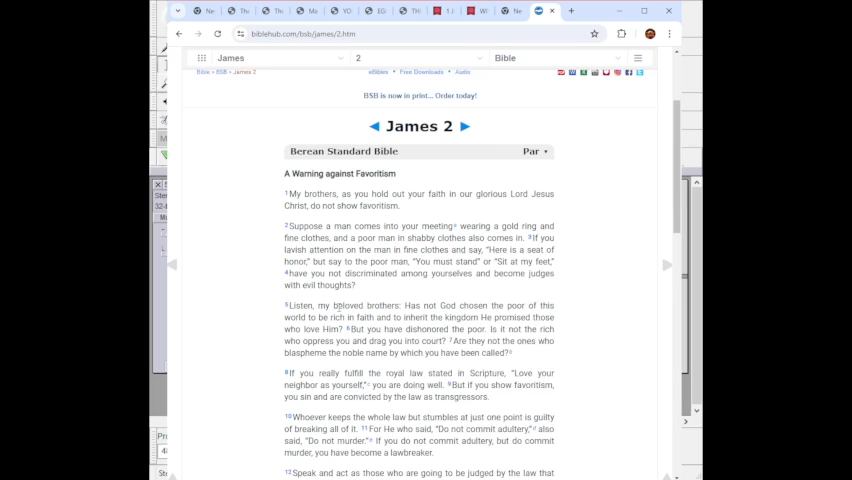 Ne
The
The
Ma
YO
EGi
THI
1 J
WI
Ne
biblehub.com/bsb/james/2.htm
James 2 Bible
Bible » BSB » James 2 eBibles • Free Downloads • Audio
BSB is now in print... Order today!
◄ James 2 ►
Berean Standard Bible Par ▾
A Warning against Favoritism
1My brothers, as you hold out your faith in our glorious Lord Jesus
Christ, do not show favoritism.
2Suppose a man comes into your meetinga wearing a gold ring and
fine clothes, and a poor man in shabby clothes also comes in. 3If you
lavish attention on the man in fine clothes and say, “Here is a seat of
honor,” but say to the poor man, “You must stand” or “Sit at my feet,”
4have you not discriminated among yourselves and become judges
with evil thoughts?
5Listen, my beloved brothers: Has not God chosen the poor of this
world to be rich in faith and to inherit the kingdom He promised those
who love Him? 6But you have dishonored the poor. Is it not the rich
who oppress you and drag you into court? 7Are they not the ones who
blaspheme the noble name by which you have been called?b
8If you really fulfill the royal law stated in Scripture, “Love your
neighbor as yourself,”c you are doing well. 9But if you show favoritism,
you sin and are convicted by the law as transgressors.
10Whoever keeps the whole law but stumbles at just one point is guilty
of breaking all of it. 11For He who said, “Do not commit adultery,”d also
said, “Do not murder.”e If you do not commit adultery, but do commit
murder, you have become a lawbreaker.
12Speak and act as those who are going to be judged by the law that